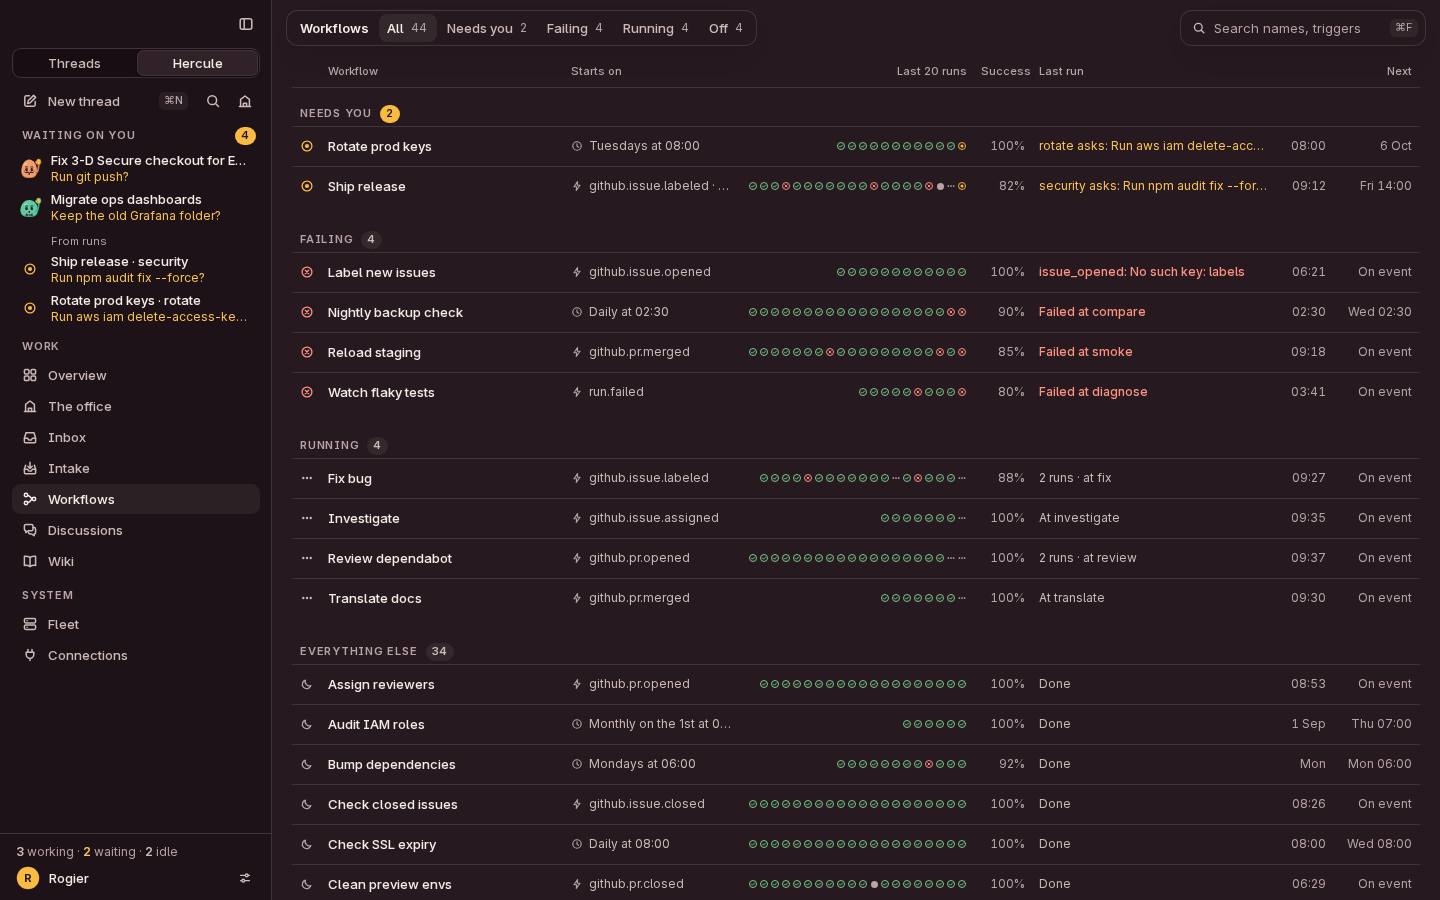 Threads
Hercule
New thread
⌘N
WAITING ON YOU 4
Fix 3-D Secure checkout for E…
Run git push?
Migrate ops dashboards
Keep the old Grafana folder?
From runs
Ship release · security
Run npm audit fix --force?
Rotate prod keys · rotate
Run aws iam delete-access-ke…
WORK
Overview
The office
Inbox
Intake
Workflows
Discussions
Wiki
SYSTEM
Fleet
Connections
3 working · 2 waiting · 2 idle
R Rogier
Workflows All 44 Needs you 2 Failing 4 Running 4 Off 4
Search names, triggers ⌘F
Workflow Starts on Last 20 runs Success Last run Next
NEEDS YOU 2
Rotate prod keys Tuesdays at 08:00 100% rotate asks: Run aws iam delete-acc… 08:00 6 Oct
Ship release github.issue.labeled · … 82% security asks: Run npm audit fix --for… 09:12 Fri 14:00
FAILING 4
Label new issues github.issue.opened 100% issue_opened: No such key: labels 06:21 On event
Nightly backup check Daily at 02:30 90% Failed at compare 02:30 Wed 02:30
Reload staging github.pr.merged 85% Failed at smoke 09:18 On event
Watch flaky tests run.failed 80% Failed at diagnose 03:41 On event
RUNNING 4
Fix bug github.issue.labeled 88% 2 runs · at fix 09:27 On event
Investigate github.issue.assigned 100% At investigate 09:35 On event
Review dependabot github.pr.opened 100% 2 runs · at review 09:37 On event
Translate docs github.pr.merged 100% At translate 09:30 On event
EVERYTHING ELSE 34
Assign reviewers github.pr.opened 100% Done 08:53 On event
Audit IAM roles Monthly on the 1st at 0… 100% Done 1 Sep Thu 07:00
Bump dependencies Mondays at 06:00 92% Done Mon Mon 06:00
Check closed issues github.issue.closed 100% Done 08:26 On event
Check SSL expiry Daily at 08:00 100% Done 08:00 Wed 08:00
Clean preview envs github.pr.closed 100% Done 06:29 On event